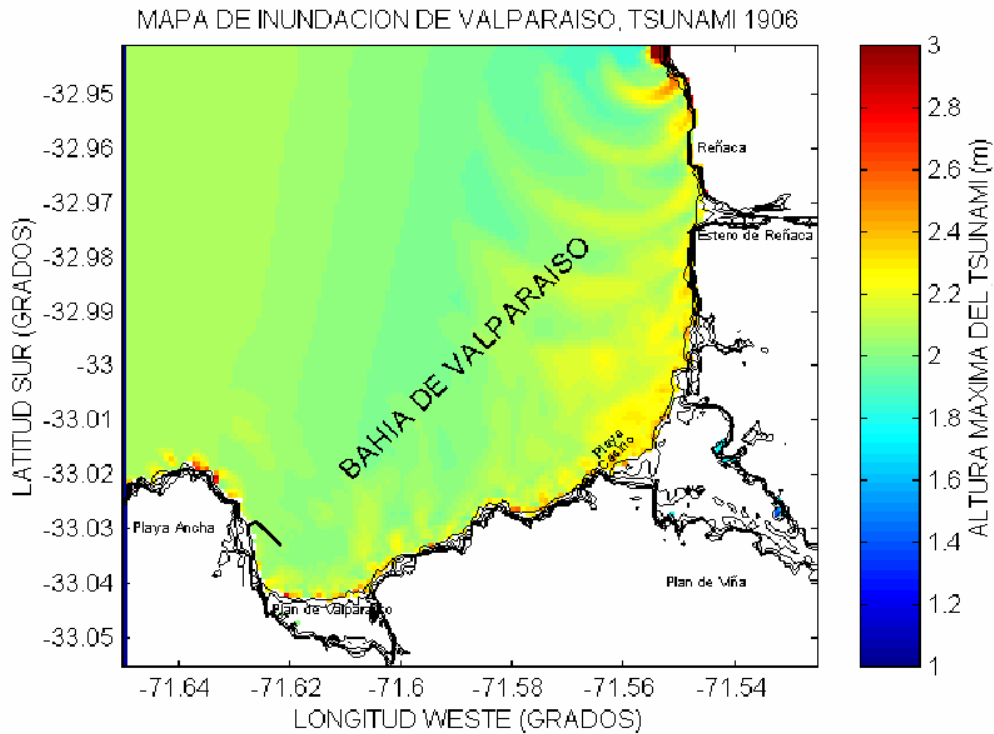 MAPA DE INUNDACION DE VALPARAISO, TSUNAMI 1906
LATITUD SUR (GRADOS)
-32.95
-32.96
-32.97
-32.98
-32.99
-33
-33.01
-33.02
-33.03
-33.04
-33.05
BAHIA DE VALPARAISO
Reñaca
Estero de Reñaca
Playa
Playa Ancha
Plan de Viña
Plan de Valparaiso
-71.64
-71.62
-71.6
-71.58
-71.56
-71.54
LONGITUD WESTE (GRADOS)
3
2.8
2.6
2.4
2.2
2
1.8
1.6
1.4
1.2
1
ALTURA MAXIMA DEL TSUNAMI (m)